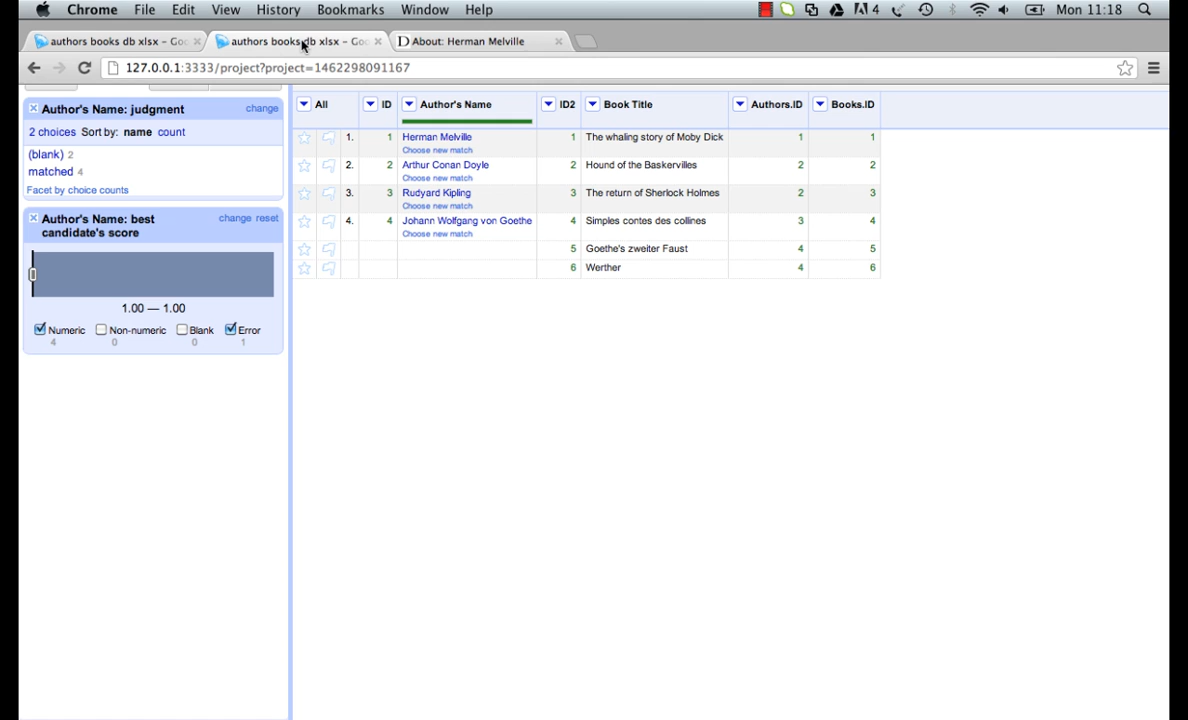 Chrome File Edit View History Bookmarks Window Help 4 Mon 11:18
authors books db xlsx – Goo authors books db xlsx – Goo D About: Herman Melville
127.0.0.1:3333/project?project=1462298091167
Author's Name: judgment change
2 choices Sort by: name count
(blank) 2
matched 4
Facet by choice counts
Author's Name: best candidate's score change reset
1.00 — 1.00
Numeric Non-numeric Blank Error
4 0 0 1
All ID Author's Name ID2 Book Title Authors.ID Books.ID
1. 1 Herman Melville 1 The whaling story of Moby Dick 1 1
Choose new match
2. 2 Arthur Conan Doyle 2 Hound of the Baskervilles 2 2
Choose new match
3. 3 Rudyard Kipling 3 The return of Sherlock Holmes 2 3
Choose new match
4. 4 Johann Wolfgang von Goethe 4 Simples contes des collines 3 4
Choose new match
5 Goethe's zweiter Faust 4 5
6 Werther 4 6